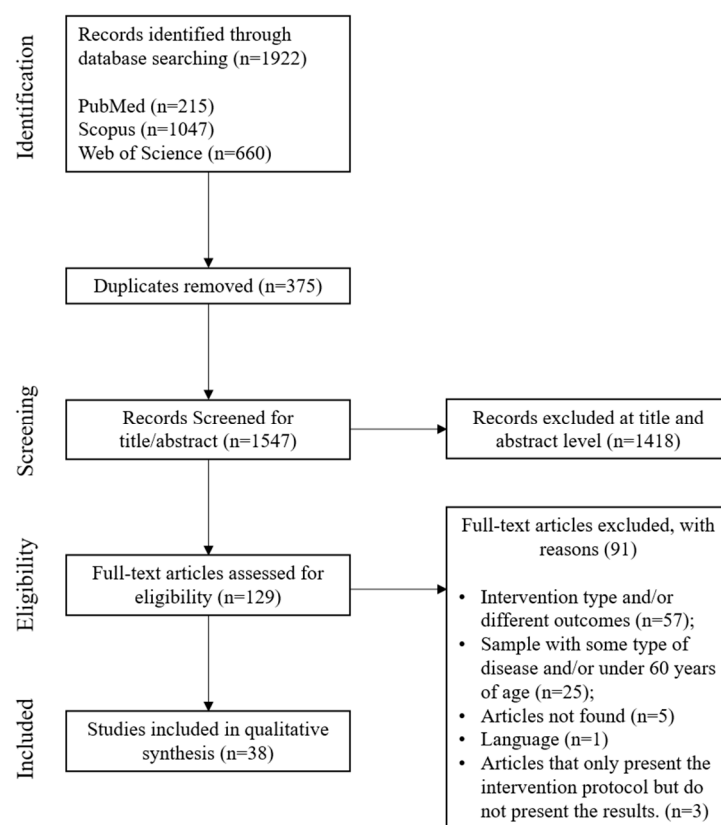 Identification
Records identified through
database searching (n=1922)
PubMed (n=215)
Scopus (n=1047)
Web of Science (n=660)
Duplicates removed (n=375)
Screening
Records Screened for
title/abstract (n=1547)
Records excluded at title and
abstract level (n=1418)
Eligibility
Full-text articles assessed for
eligibility (n=129)
Full-text articles excluded, with
reasons (91)
• Intervention type and/or
different outcomes (n=57);
• Sample with some type of
disease and/or under 60 years
of age (n=25);
• Articles not found (n=5)
• Language (n=1)
• Articles that only present the
intervention protocol but do
not present the results. (n=3)
Included
Studies included in qualitative
synthesis (n=38)